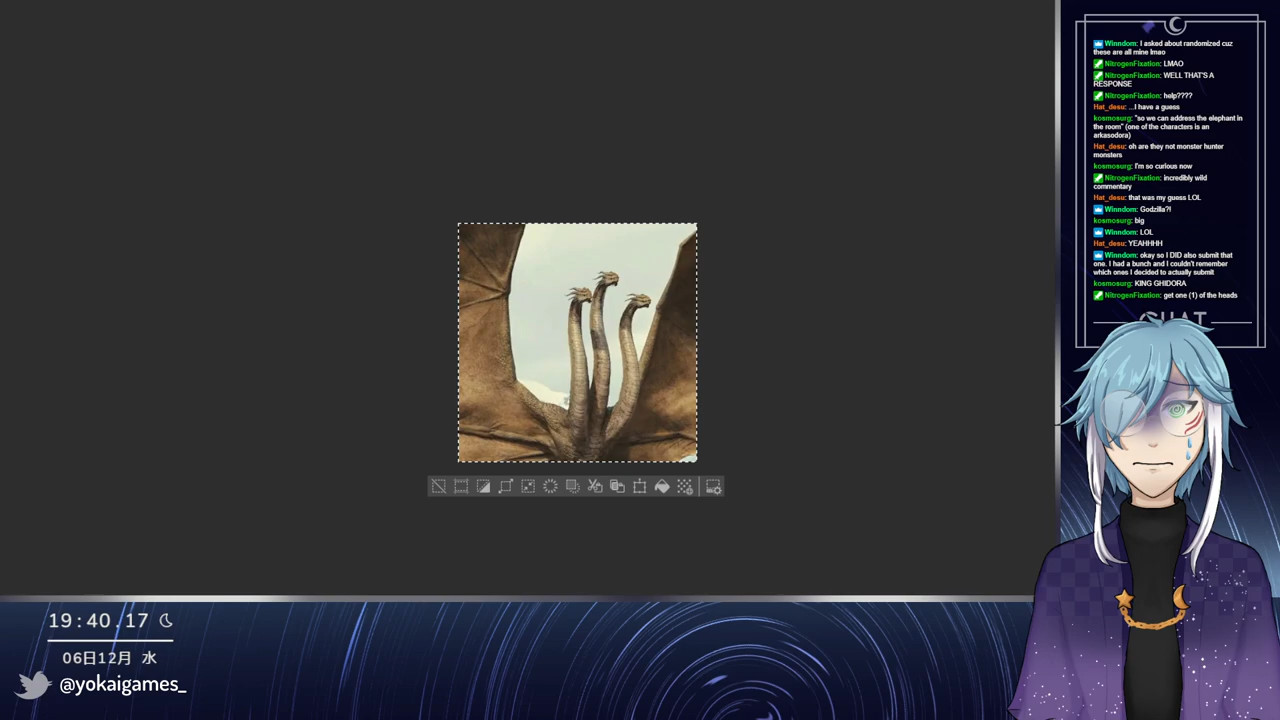 Winndom: I asked about randomized cuz
these are all mine lmao
NitrogenFixation: LMAO
NitrogenFixation: WELL THAT'S A
RESPONSE
NitrogenFixation: help????
Hat_desu: ...I have a guess
kosmosurg: "so we can address the elephant in
the room" (one of the characters is an
arkasodora)
Hat_desu: oh are they not monster hunter
monsters
kosmosurg: I'm so curious now
NitrogenFixation: incredibly wild
commentary
Hat_desu: that was my guess LOL
Winndom: Godzilla?!
kosmosurg: big
Winndom: LOL
Hat_desu: YEAHHHH
Winndom: okay so I DID also submit that
one. I had a bunch and I couldn't remember
which ones I decided to actually submit
kosmosurg: KING GHIDORA
NitrogenFixation: get one (1) of the heads
CHAT
19:40.17
06日12月 水
@yokaigames_